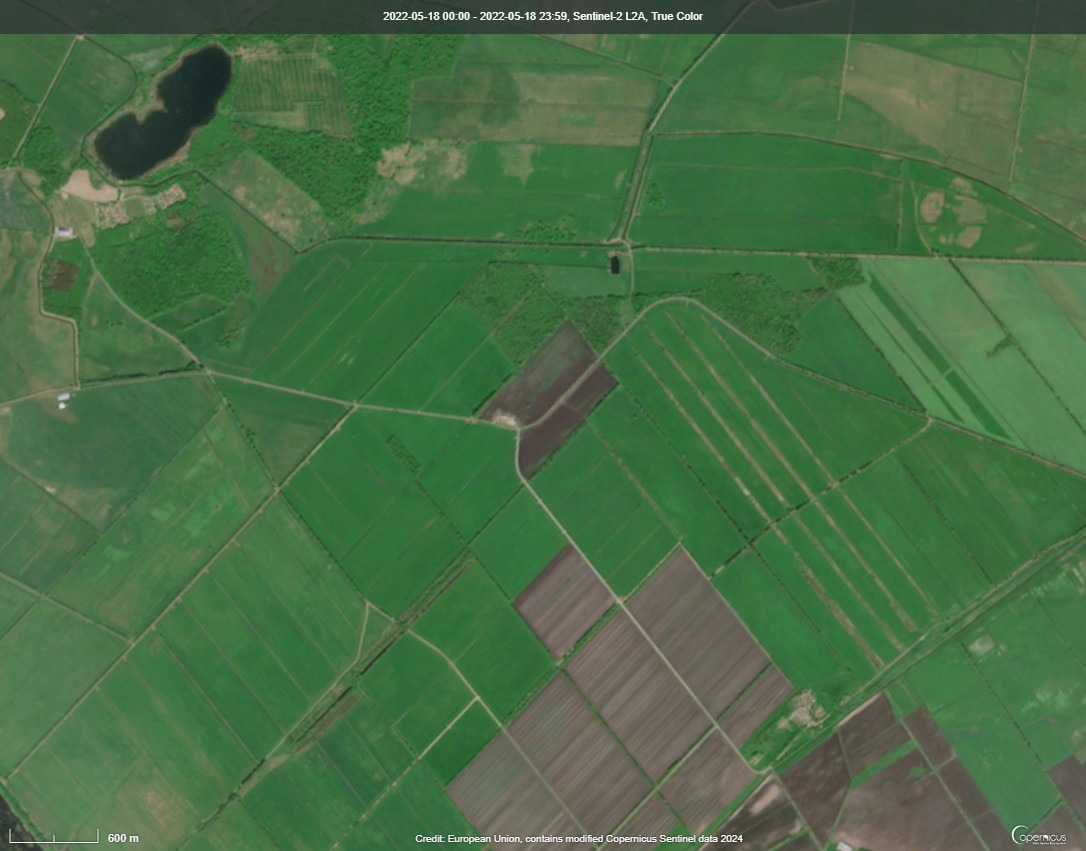 2022-05-18 00:00 - 2022-05-18 23:59, Sentinel-2 L2A, True Color
600 m
Credit: European Union, contains modified Copernicus Sentinel data 2024
opernicus